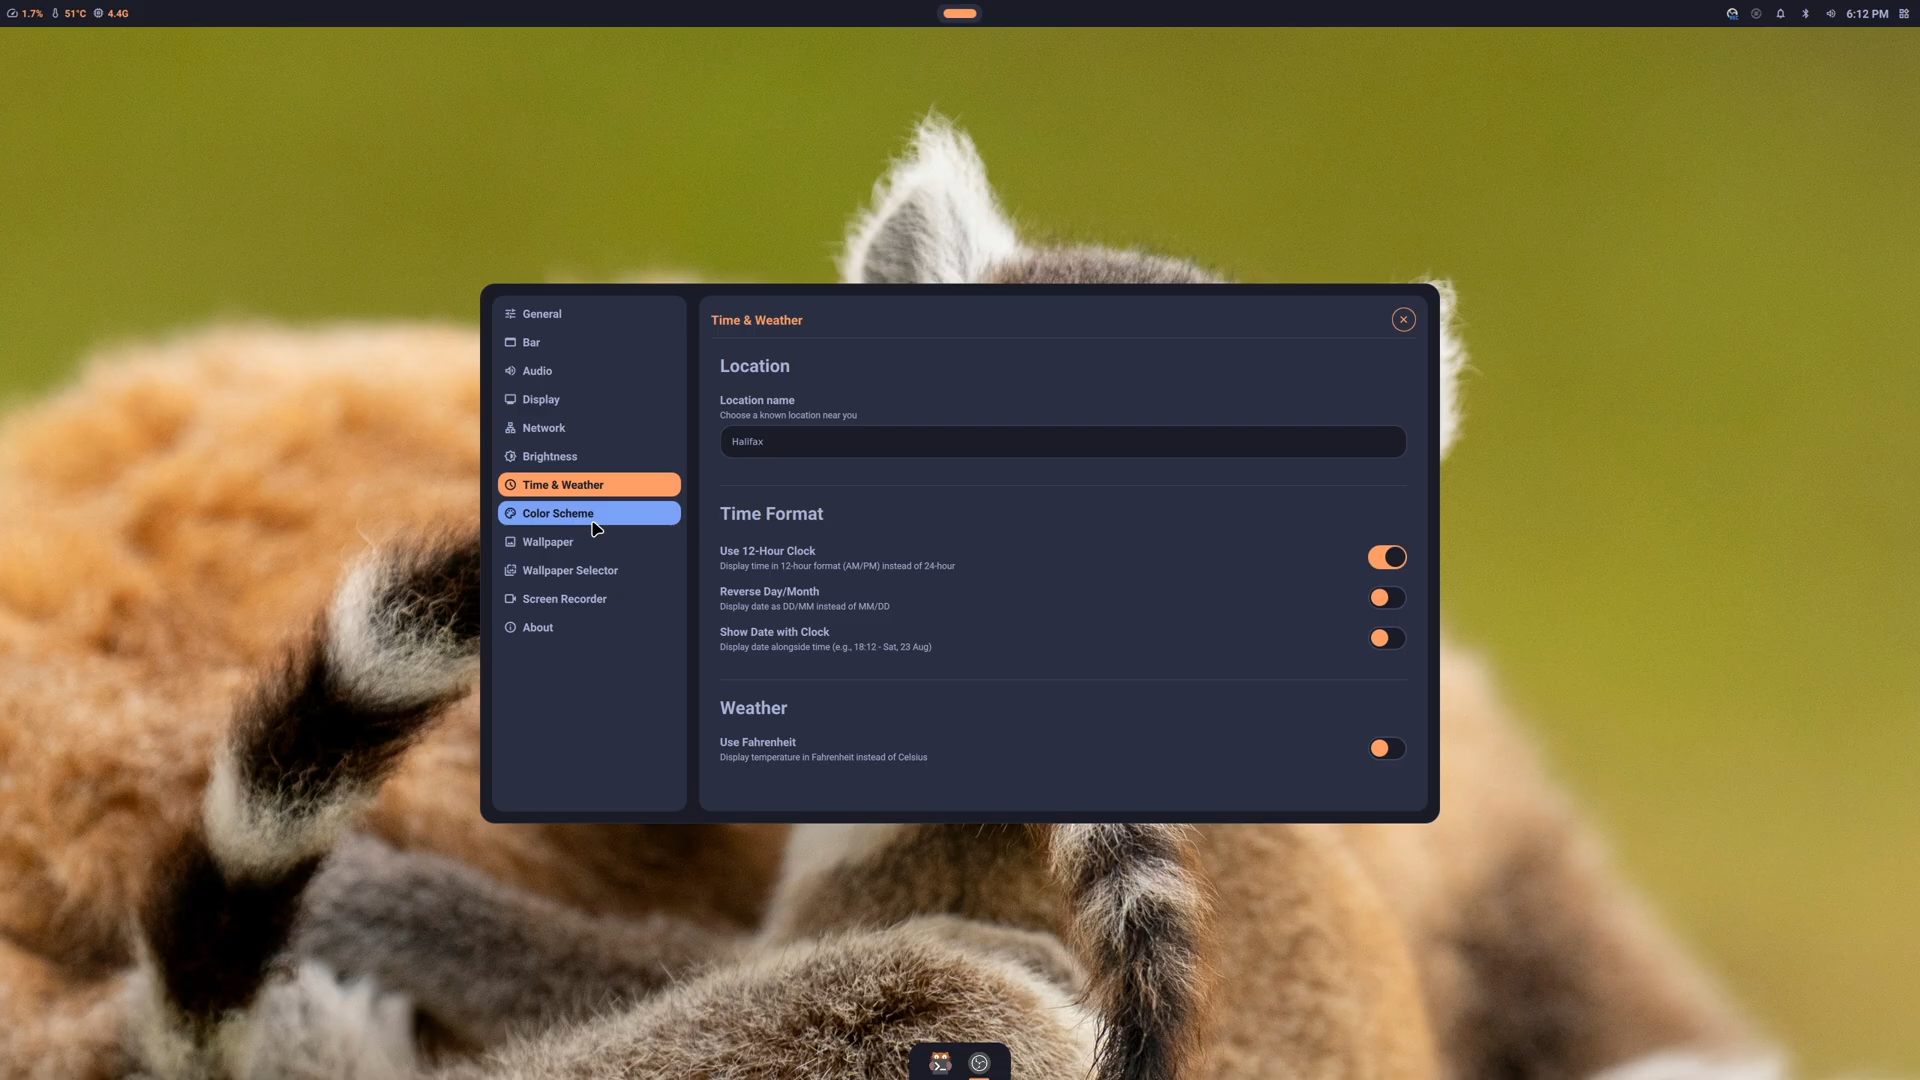 1.7% 51°C 4.4G
6:12 PM
General
Bar
Audio
Display
Network
Brightness
Time & Weather
Color Scheme
Wallpaper
Wallpaper Selector
Screen Recorder
About
Time & Weather
Location
Location name
Choose a known location near you
Halifax
Time Format
Use 12-Hour Clock
Display time in 12-hour format (AM/PM) instead of 24-hour
Reverse Day/Month
Display date as DD/MM instead of MM/DD
Show Date with Clock
Display date alongside time (e.g., 18:12 - Sat, 23 Aug)
Weather
Use Fahrenheit
Display temperature in Fahrenheit instead of Celsius